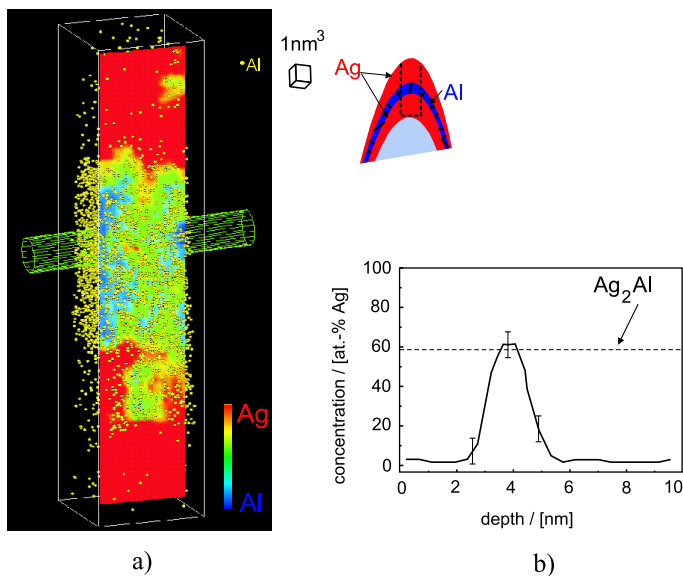 •Al
1nm³
Ag
Al
Ag
Al
a)
concentration / [at.-% Ag]
100
80
60
40
20
0
Ag₂Al
0 2 4 6 8 10
depth / [nm]
b)